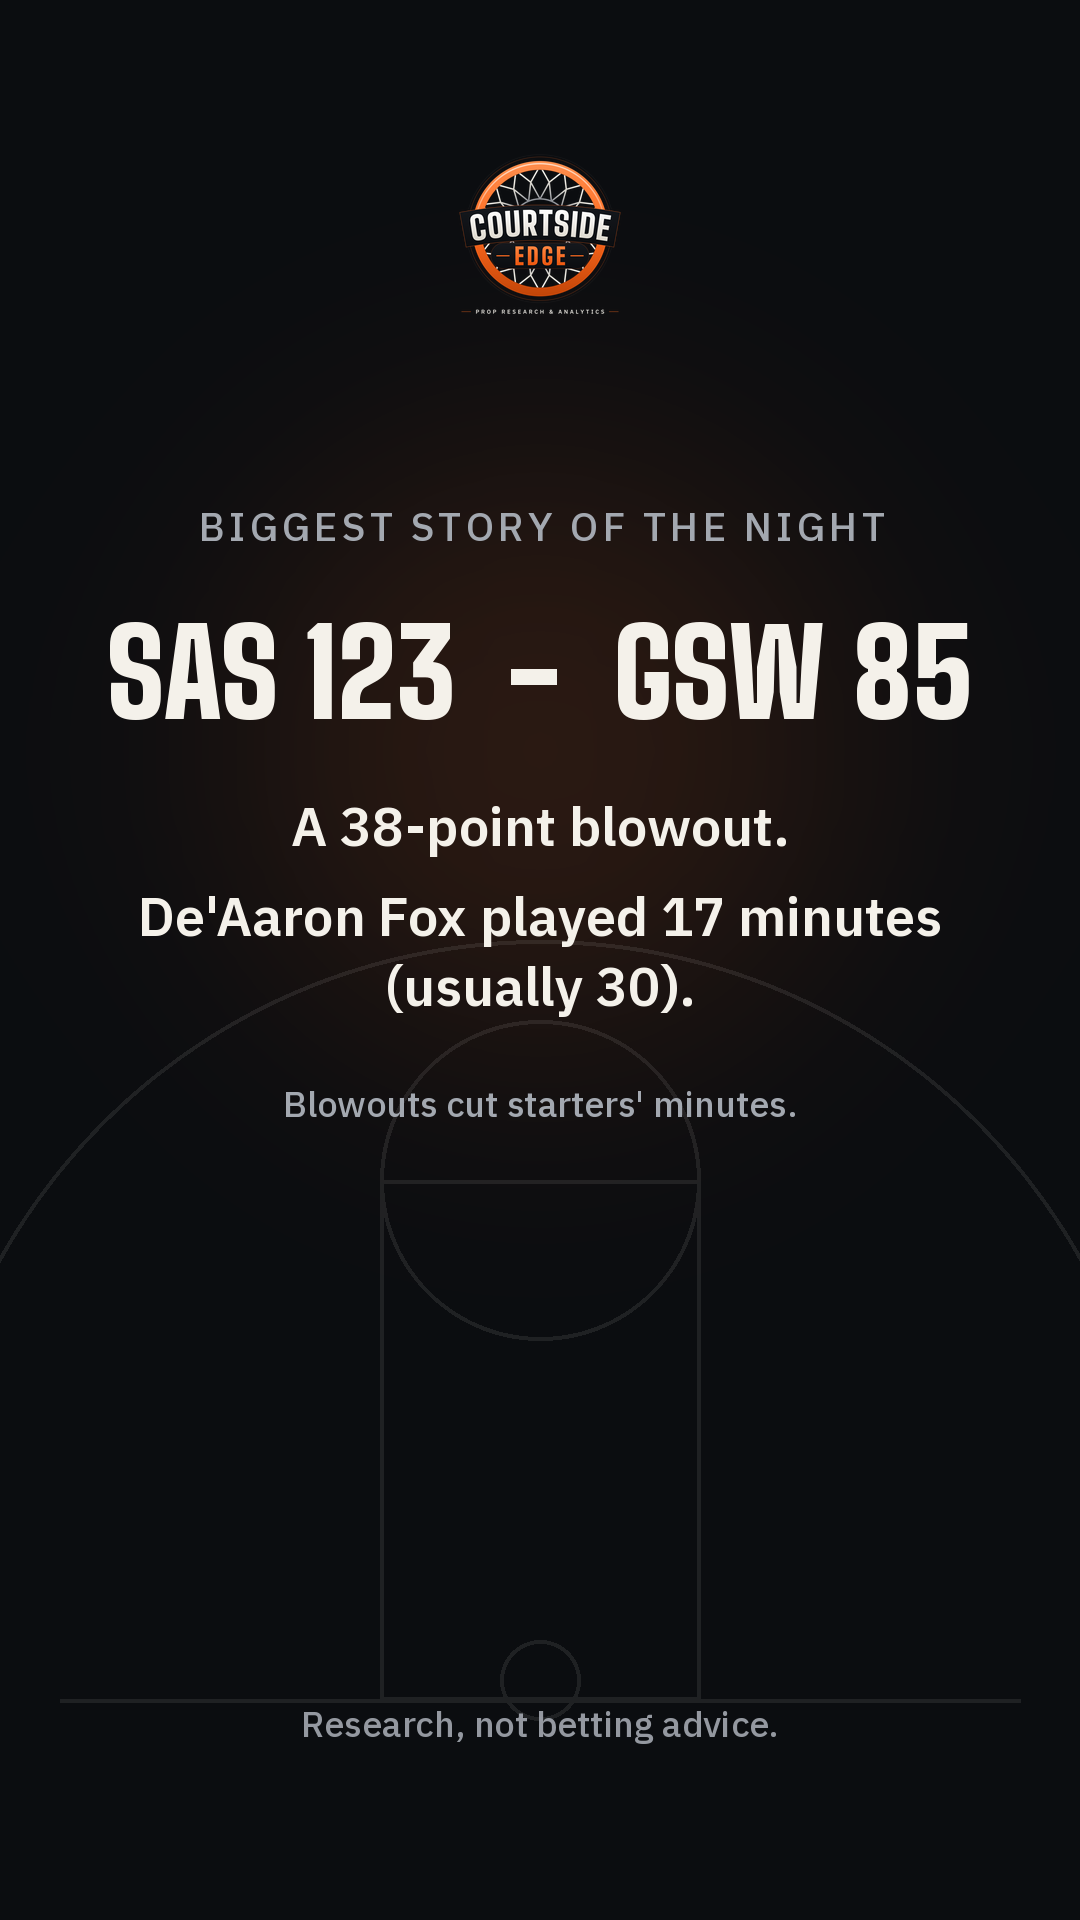 COURTSIDE
EDGE
PROP RESEARCH & ANALYTICS
BIGGEST STORY OF THE NIGHT
SAS 123 – GSW 85
A 38-point blowout.
De'Aaron Fox played 17 minutes
(usually 30).
Blowouts cut starters' minutes.
Research, not betting advice.